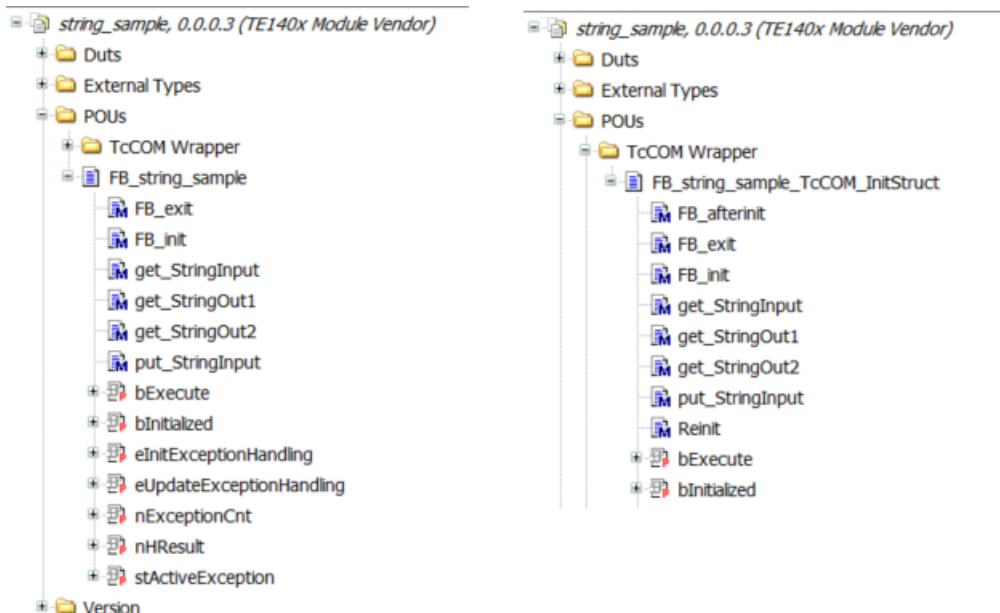 string_sample, 0.0.0.3 (TE140x Module Vendor)
Duts
External Types
POUs
TcCOM Wrapper
FB_string_sample
FB_exit
FB_init
get_StringInput
get_StringOut1
get_StringOut2
put_StringInput
bExecute
bInitialized
eInitExceptionHandling
eUpdateExceptionHandling
nExceptionCnt
nHResult
stActiveException
Version
string_sample, 0.0.0.3 (TE140x Module Vendor)
Duts
External Types
POUs
TcCOM Wrapper
FB_string_sample_TcCOM_InitStruct
FB_afterinit
FB_exit
FB_init
get_StringInput
get_StringOut1
get_StringOut2
put_StringInput
Reinit
bExecute
bInitialized